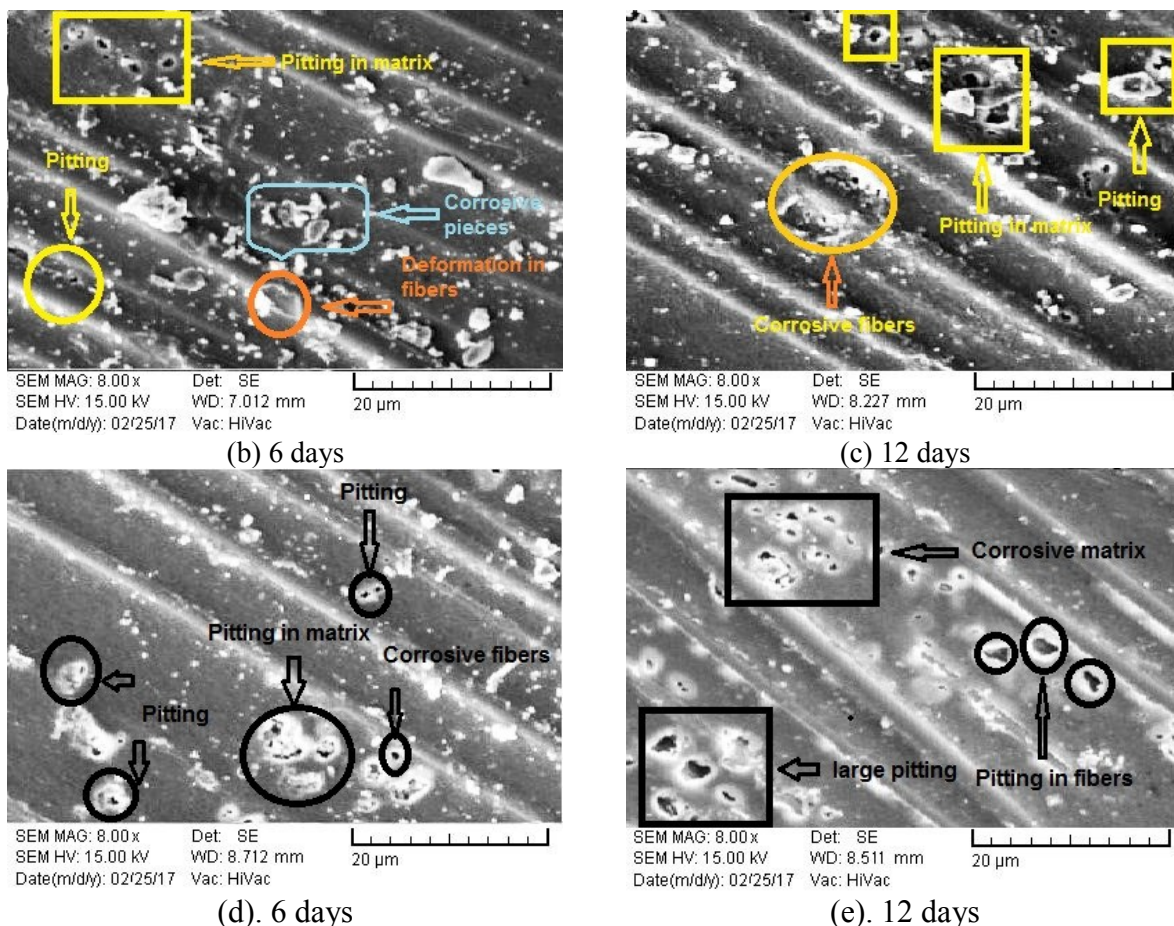 Pitting in matrix
Pitting
Corrosive
pieces
Deformation in
fibers
SEM MAG: 8.00 x Det: SE
SEM HV: 15.00 kV WD: 7.012 mm 20 µm
Date(m/d/y): 02/25/17 Vac: HiVac
(b) 6 days
Pitting
Pitting in matrix
Corrosive fibers
SEM MAG: 8.00 x Det: SE
SEM HV: 15.00 kV WD: 8.227 mm 20 µm
Date(m/d/y): 02/25/17 Vac: HiVac
(c) 12 days
Pitting
Pitting in matrix
Corrosive fibers
Pitting
SEM MAG: 8.00 x Det: SE
SEM HV: 15.00 kV WD: 8.712 mm 20 µm
Date(m/d/y): 02/25/17 Vac: HiVac
(d). 6 days
Corrosive matrix
large pitting
Pitting in fibers
SEM MAG: 8.00 x Det: SE
SEM HV: 15.00 kV WD: 8.511 mm 20 µm
Date(m/d/y): 02/25/17 Vac: HiVac
(e). 12 days